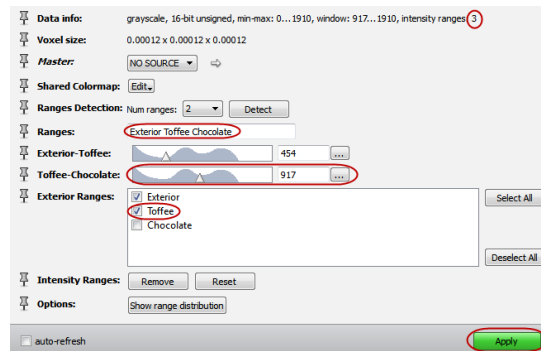 Data info: grayscale, 16-bit unsigned, min-max: 0...1910, window: 917...1910, intensity ranges: 3
Voxel size: 0.00012 x 0.00012 x 0.00012
Master: NO SOURCE
Shared Colormap: Edit
Ranges Detection: Num ranges: 2 Detect
Ranges: Exterior Toffee Chocolate
Exterior-Toffee: 454 ...
Toffee-Chocolate: 917 ...
Exterior Ranges: Exterior Select All
Toffee
Chocolate
Deselect All
Intensity Ranges: Remove Reset
Options: Show range distribution
auto-refresh Apply